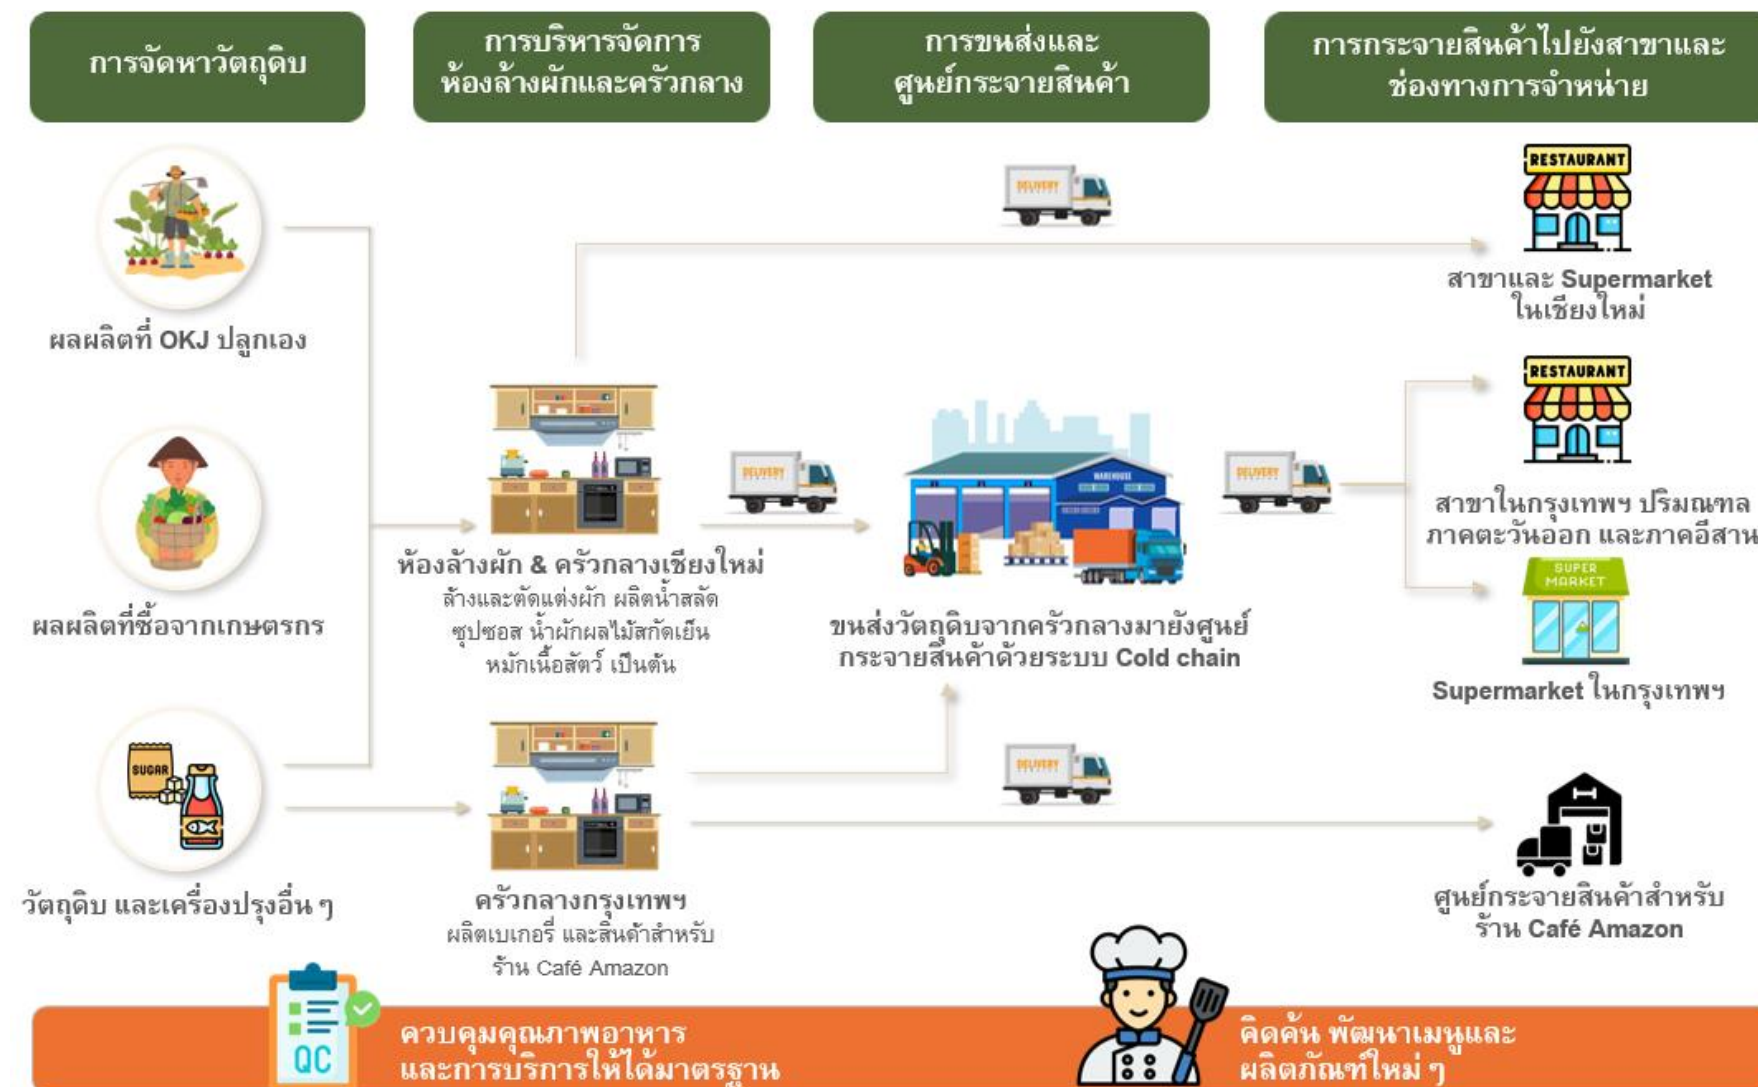 การจัดหาวัตถุดิบ
การบริหารจัดการ
ห้องล้างผักและครัวกลาง
การขนส่งและ
ศูนย์กระจายสินค้า
การกระจายสินค้าไปยังสาขาและ
ช่องทางการจำหน่าย
ผลผลิตที่ OKJ ปลูกเอง
ผลผลิตที่ซื้อจากเกษตรกร
SUGAR
วัตถุดิบ และเครื่องปรุงอื่น ๆ
ห้องล้างผัก & ครัวกลางเชียงใหม่
ล้างและตัดแต่งผัก ผลิตน้ำสลัด
ซุปซอส น้ำผักผลไม้สกัดเย็น
หมักเนื้อสัตว์ เป็นต้น
ครัวกลางกรุงเทพฯ
ผลิตเบเกอรี่ และสินค้าสำหรับ
ร้าน Café Amazon
DELIVERY
DELIVERY
WAREHOUSE
ขนส่งวัตถุดิบจากครัวกลางมายังศูนย์
กระจายสินค้าด้วยระบบ Cold chain
DELIVERY
DELIVERY
RESTAURANT
สาขาและ Supermarket
ในเชียงใหม่
RESTAURANT
สาขาในกรุงเทพฯ ปริมณฑล
ภาคตะวันออก และภาคอีสาน
SUPER
MARKET
Supermarket ในกรุงเทพฯ
ศูนย์กระจายสินค้าสำหรับ
ร้าน Café Amazon
QC
ควบคุมคุณภาพอาหาร
และการบริการให้ได้มาตรฐาน
คิดค้น พัฒนาเมนูและ
ผลิตภัณฑ์ใหม่ ๆ